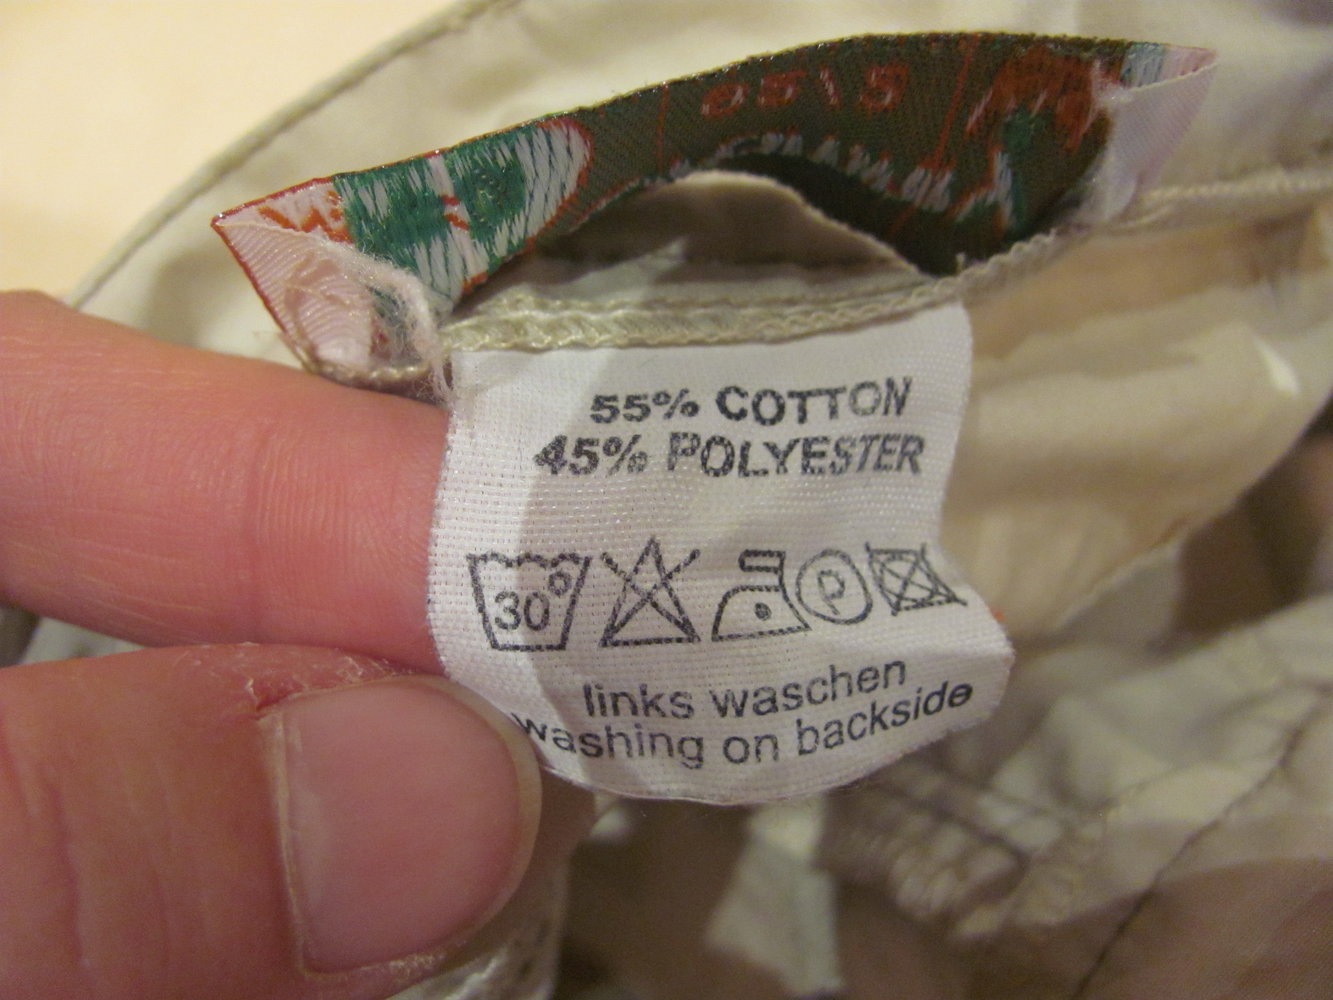 55% COTTON
45% POLYESTER
30° P
links waschen
washing on backside